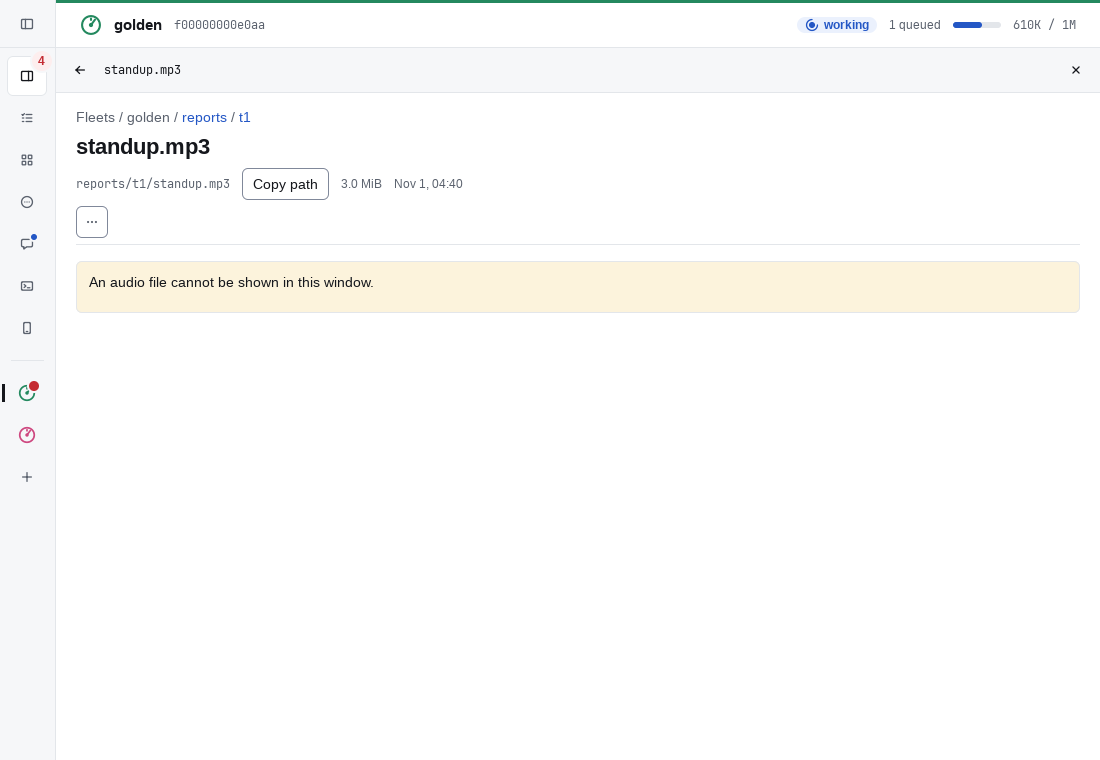 golden f00000000e0aa working 1 queued 610K / 1M
4
standup.mp3
Fleets / golden / reports / t1
standup.mp3
reports/t1/standup.mp3 Copy path 3.0 MiB Nov 1, 04:40
An audio file cannot be shown in this window.